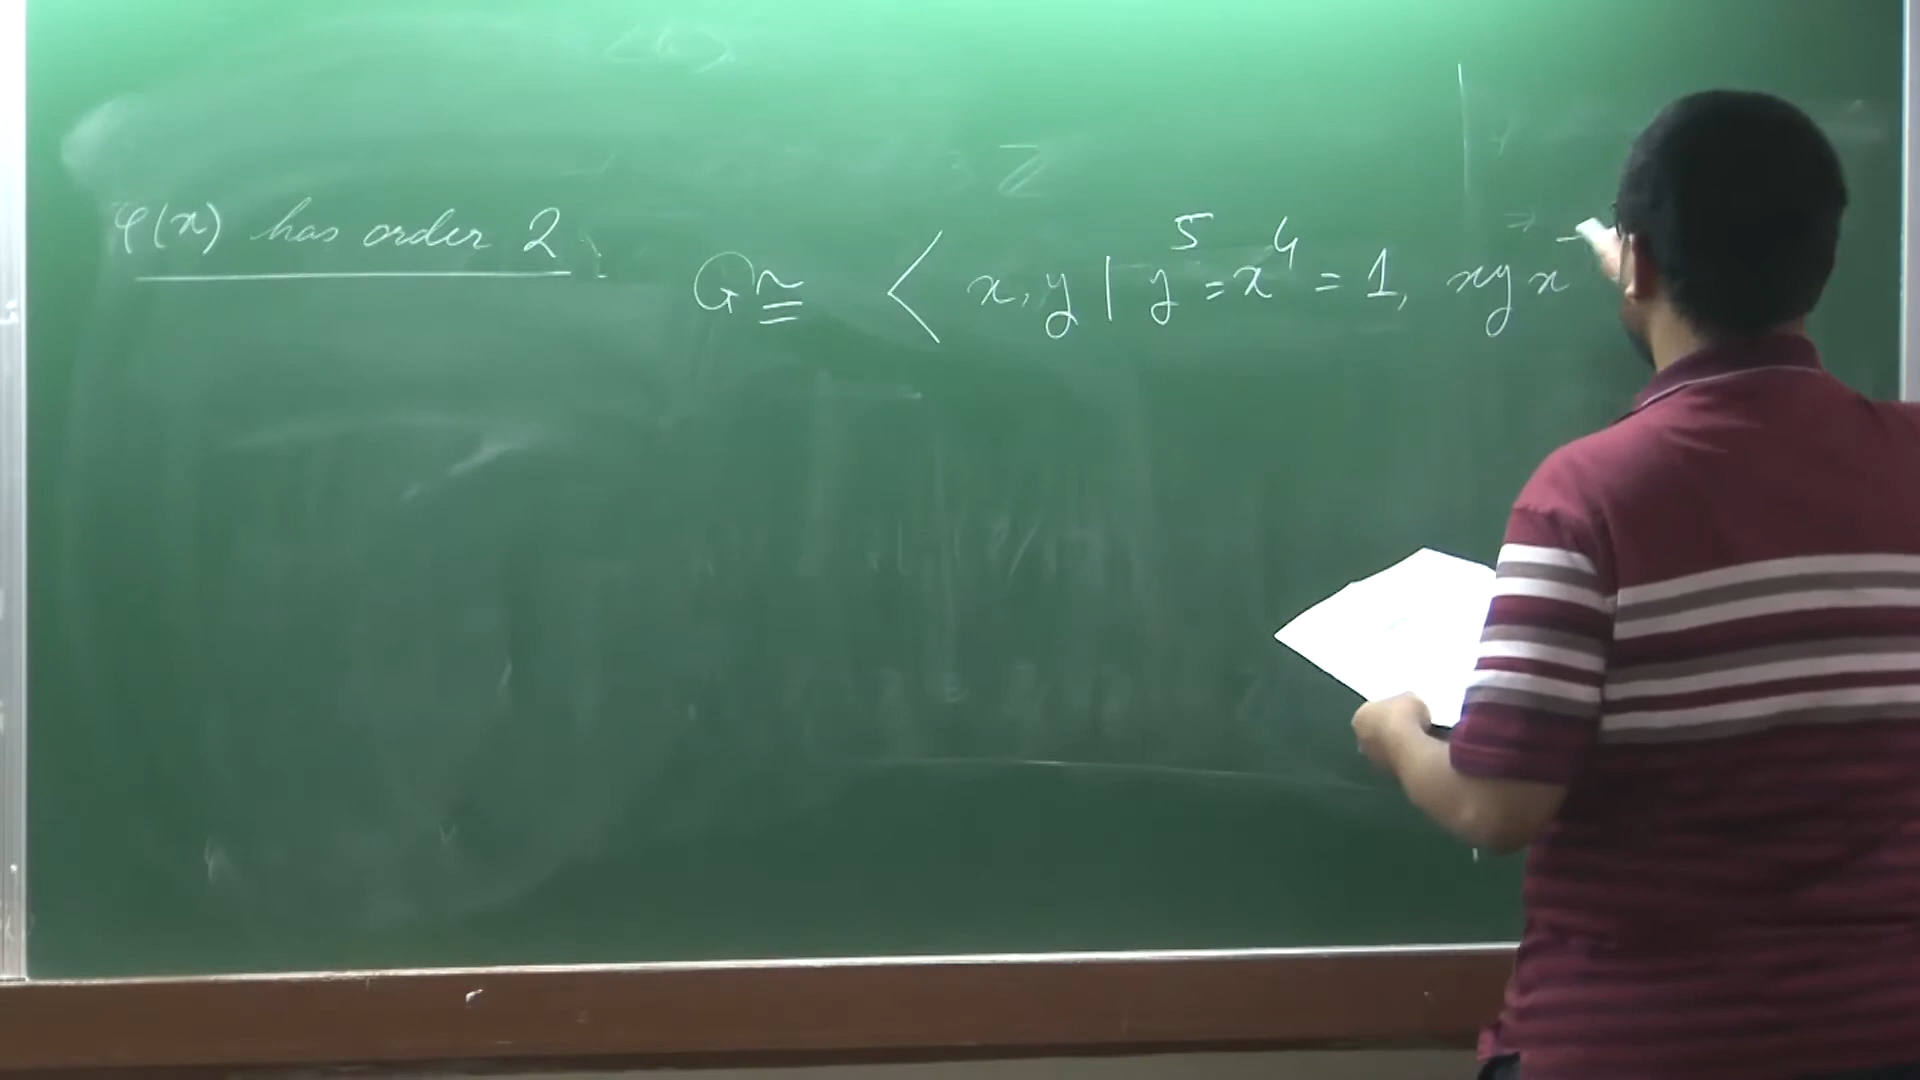 φ(x) has order 2
G ≅ < x, y | y⁵ = x⁴ = 1, xyx⁻